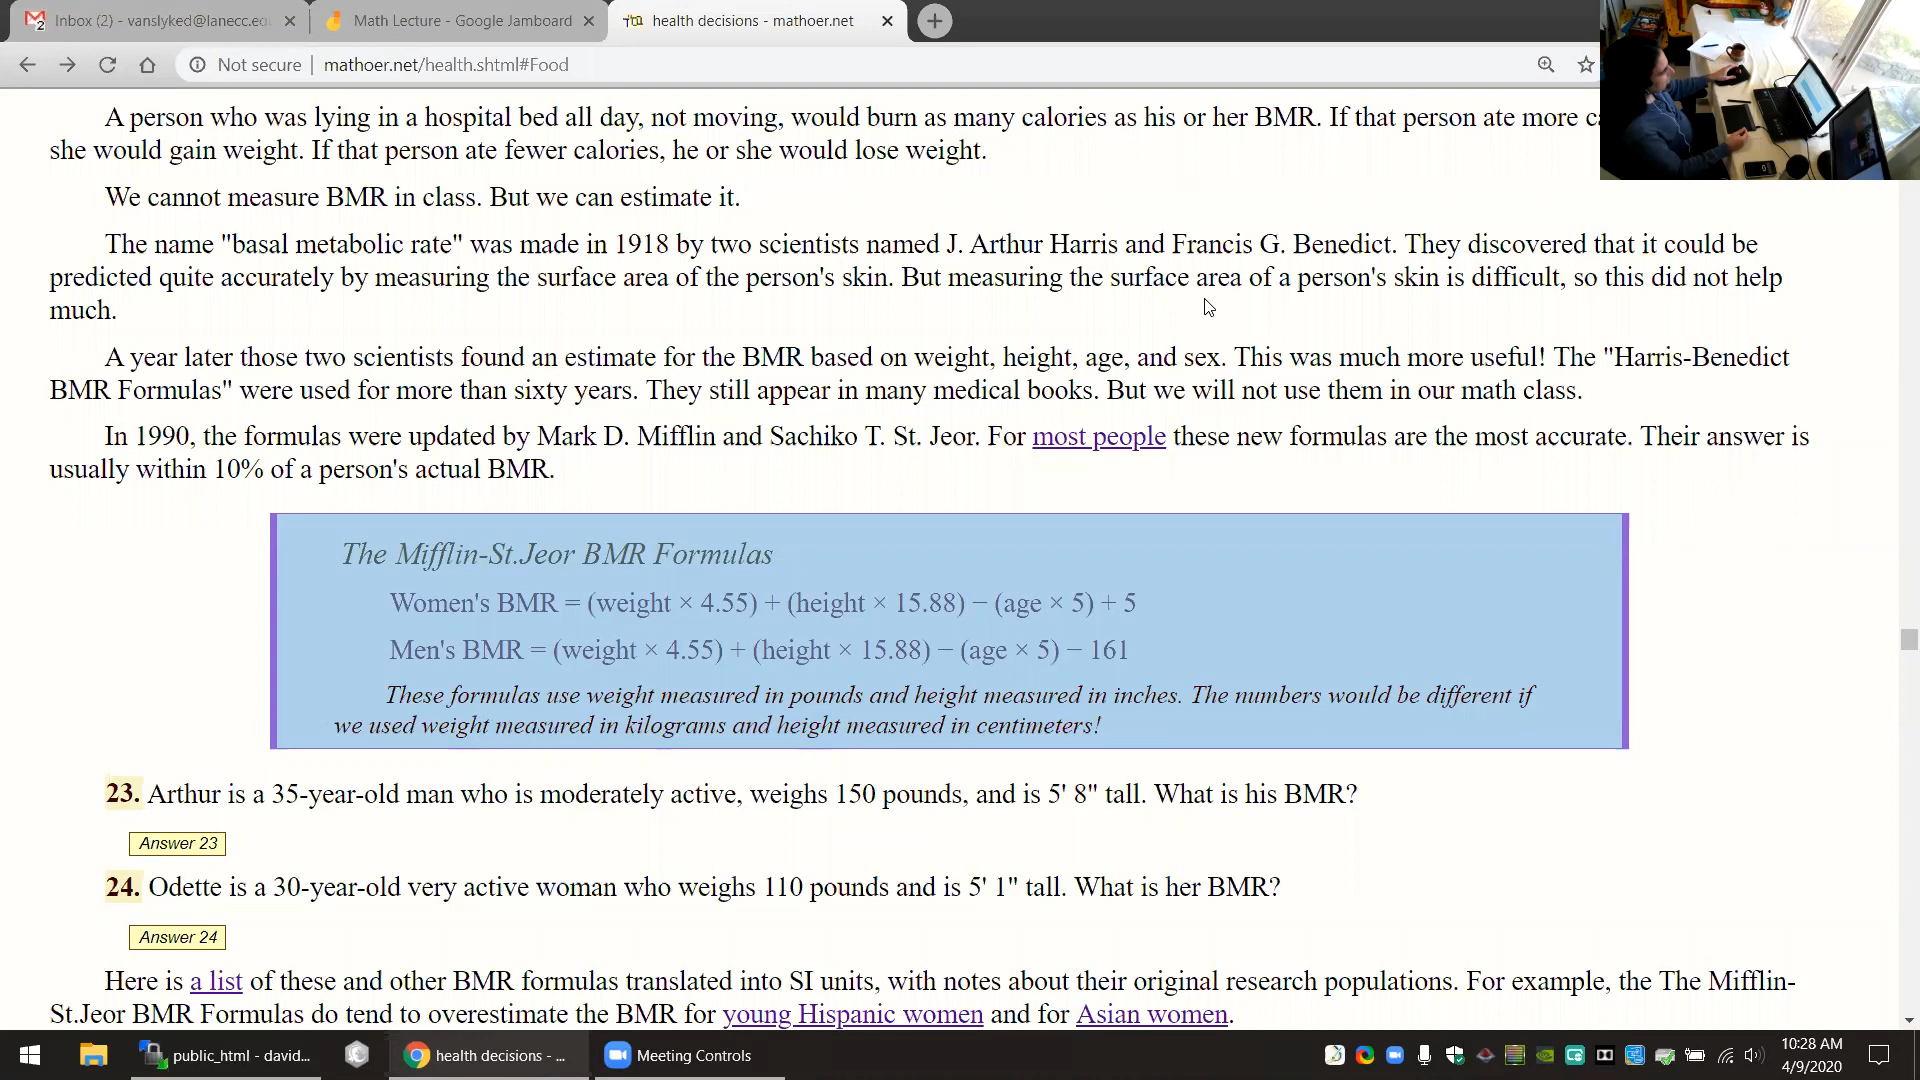 Inbox (2) - vanslyked@lanecc.ed
Math Lecture - Google Jamboard
health decisions - mathoer.net
Not secure | mathoer.net/health.shtml#Food
A person who was lying in a hospital bed all day, not moving, would burn as many calories as his or her BMR. If that person ate more
she would gain weight. If that person ate fewer calories, he or she would lose weight.
We cannot measure BMR in class. But we can estimate it.
The name "basal metabolic rate" was made in 1918 by two scientists named J. Arthur Harris and Francis G. Benedict. They discovered that it could be
predicted quite accurately by measuring the surface area of the person's skin. But measuring the surface area of a person's skin is difficult, so this did not help
much.
A year later those two scientists found an estimate for the BMR based on weight, height, age, and sex. This was much more useful! The "Harris-Benedict
BMR Formulas" were used for more than sixty years. They still appear in many medical books. But we will not use them in our math class.
In 1990, the formulas were updated by Mark D. Mifflin and Sachiko T. St. Jeor. For most people these new formulas are the most accurate. Their answer is
usually within 10% of a person's actual BMR.
The Mifflin-St.Jeor BMR Formulas
Women's BMR = (weight × 4.55) + (height × 15.88) − (age × 5) + 5
Men's BMR = (weight × 4.55) + (height × 15.88) − (age × 5) − 161
These formulas use weight measured in pounds and height measured in inches. The numbers would be different if
we used weight measured in kilograms and height measured in centimeters!
23. Arthur is a 35-year-old man who is moderately active, weighs 150 pounds, and is 5' 8" tall. What is his BMR?
Answer 23
24. Odette is a 30-year-old very active woman who weighs 110 pounds and is 5' 1" tall. What is her BMR?
Answer 24
Here is a list of these and other BMR formulas translated into SI units, with notes about their original research populations. For example, the The Mifflin-
St.Jeor BMR Formulas do tend to overestimate the BMR for young Hispanic women and for Asian women.
public_html - david...
health decisions - ...
Meeting Controls
10:28 AM
4/9/2020